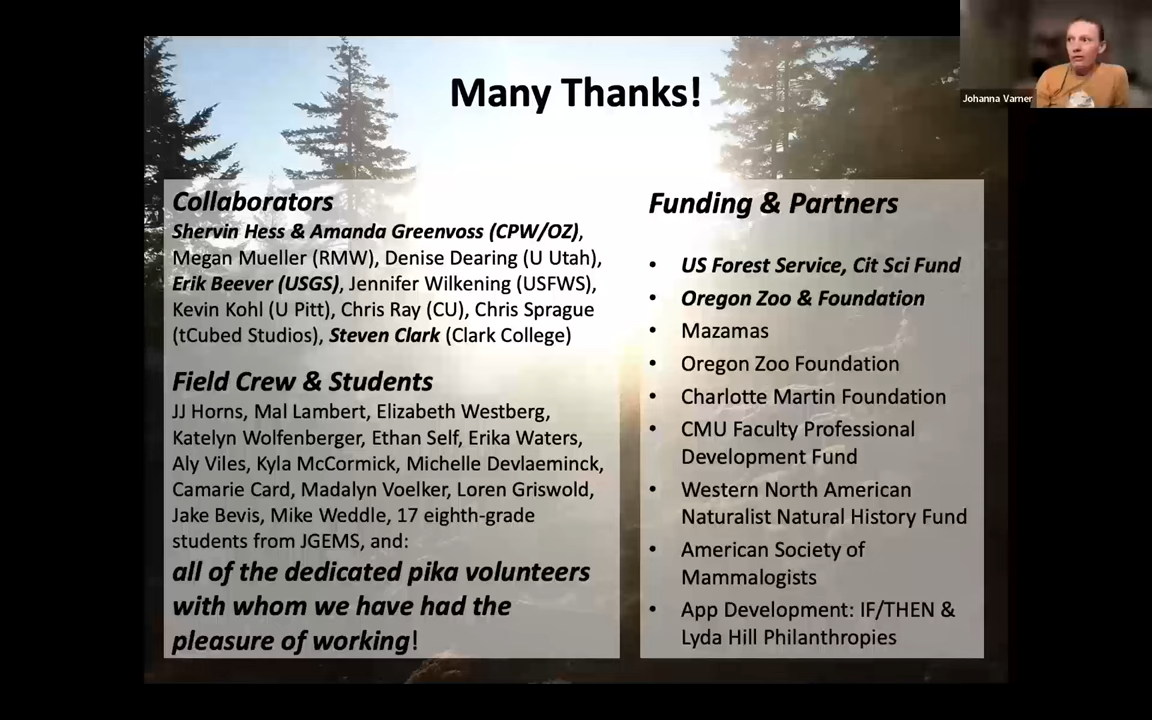 Many Thanks!
Johanna Varner
Collaborators
Shervin Hess & Amanda Greenvoss (CPW/OZ),
Megan Mueller (RMW), Denise Dearing (U Utah),
Erik Beever (USGS), Jennifer Wilkening (USFWS),
Kevin Kohl (U Pitt), Chris Ray (CU), Chris Sprague
(tCubed Studios), Steven Clark (Clark College)
Field Crew & Students
JJ Horns, Mal Lambert, Elizabeth Westberg,
Katelyn Wolfenberger, Ethan Self, Erika Waters,
Aly Viles, Kyla McCormick, Michelle Devlaeminck,
Camarie Card, Madalyn Voelker, Loren Griswold,
Jake Bevis, Mike Weddle, 17 eighth-grade
students from JGEMS, and:
all of the dedicated pika volunteers
with whom we have had the
pleasure of working!
Funding & Partners
• US Forest Service, Cit Sci Fund
• Oregon Zoo & Foundation
• Mazamas
• Oregon Zoo Foundation
• Charlotte Martin Foundation
• CMU Faculty Professional
Development Fund
• Western North American
Naturalist Natural History Fund
• American Society of
Mammalogists
• App Development: IF/THEN &
Lyda Hill Philanthropies